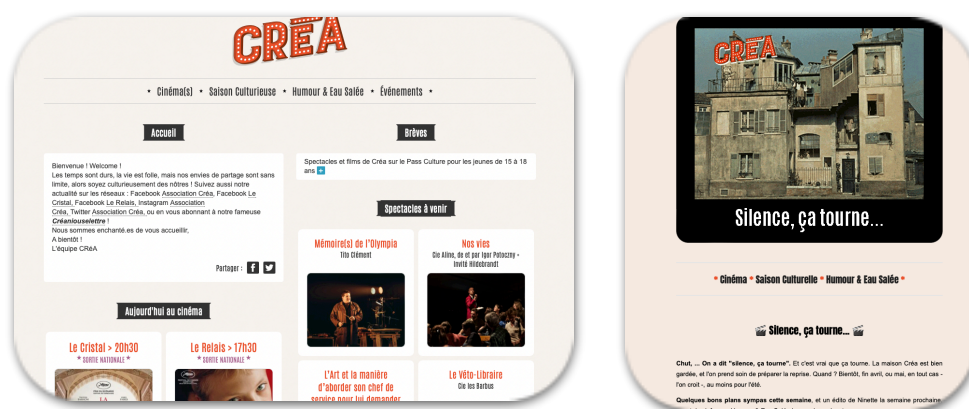 CRĒA
* Cinéma(s) * Saison Culturieuse * Humour & Eau Salée * Événements *
Accueil
Bienvenue ! Welcome !
Les temps sont durs, la vie est folle, mais nos envies de partage sont sans
limite, alors soyez culturieusement des nôtres ! Suivez aussi notre
actualité sur les réseaux : Facebook Association Créa, Facebook Le
Cristal, Facebook Le Relais, Instagram Association
Créa, Twitter Association Créa, ou en vous abonnant à notre fameuse
Créaniouselettre !
Nous sommes enchanté.es de vous accueillir,
A bientôt !
L'équipe CRéA
Partager :
Aujourd'hui au cinéma
Le Cristal > 20h30
* SORTIE NATIONALE *
LA
Le Relais > 17h30
* SORTIE NATIONALE *
Brèves
Spectacles et films de Créa sur le Pass Culture pour les jeunes de 15 à 18
ans +
Spectacles à venir
Mémoire(s) de l'Olympia
Tito Clément
Nos vies
Cie Aline, de et par Igor Potoczny +
Invité Hildebrandt
L'Art et la manière
d'aborder son chef de
service pour lui demander
Le Véto-Libraire
Cie les Barbus
CRĒA
Silence, ça tourne...
* Cinéma * Saison Culturelle * Humour & Eau Salée *
🎬 Silence, ça tourne... 🎬
Chut, ... On a dit "silence, ça tourne". Et c'est vrai que ça tourne. La maison Créa est bien
gardée, et l'on prend soin de préparer la reprise. Quand ? Bientôt, fin avril, ou mai, en tout cas -
l'on croit -, au moins pour l'été.
Quelques bons plans sympas cette semaine, et un édito de Ninette la semaine prochaine